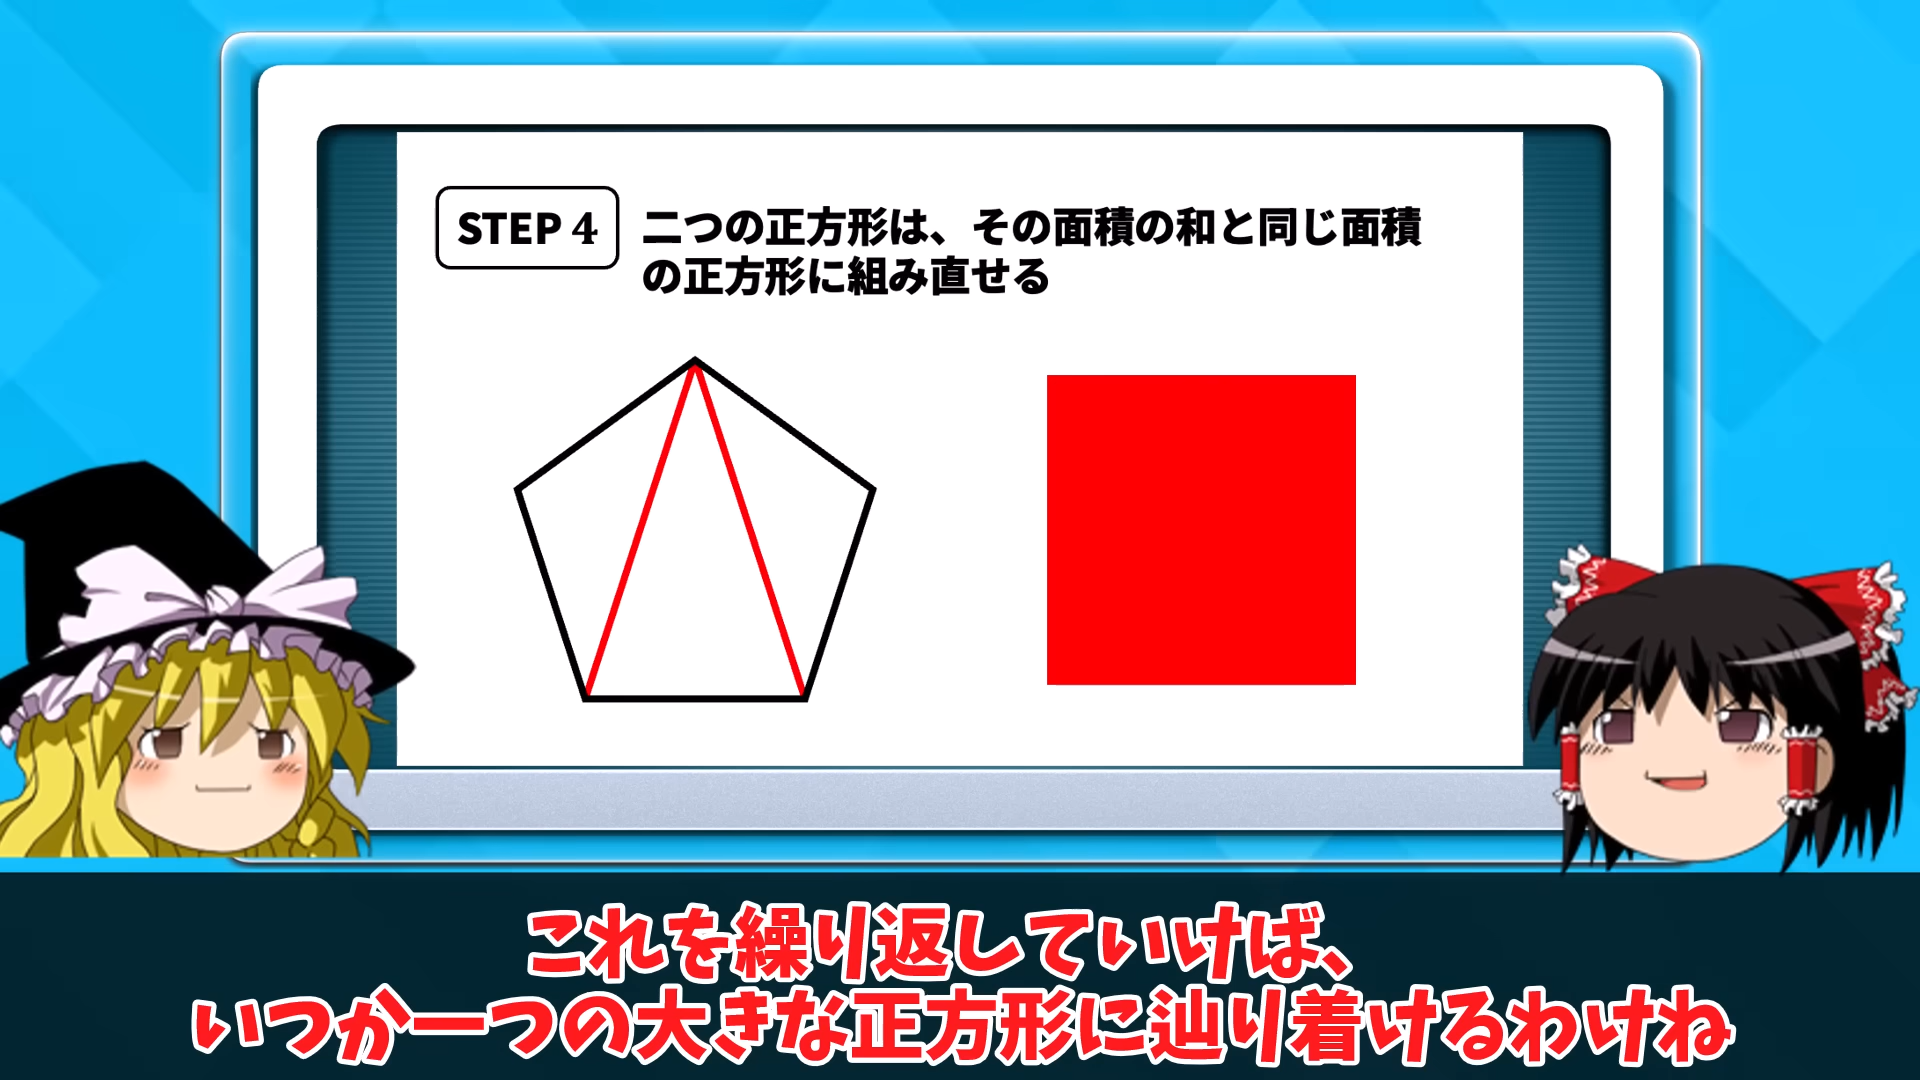 STEP 4
二つの正方形は、その面積の和と同じ面積
の正方形に組み直せる
これを繰り返していけば、
いつか一つの大きな正方形に辿り着けるわけね